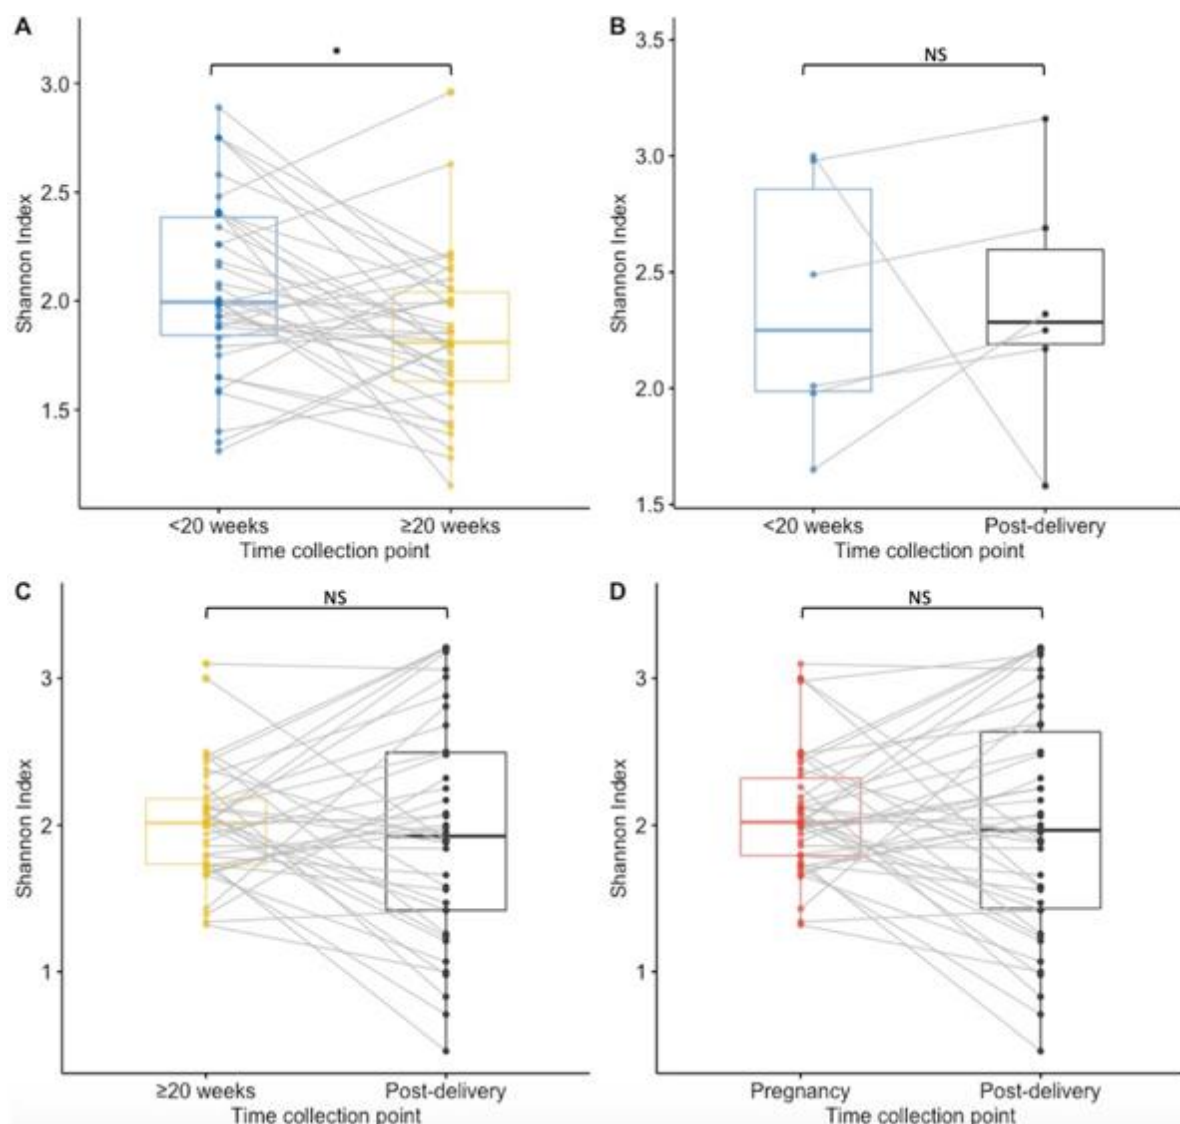 A
•
3.0
2.5
2.0
1.5
Shannon Index
<20 weeks
≥20 weeks
Time collection point
B
NS
3.5
3.0
2.5
2.0
1.5
Shannon Index
<20 weeks
Post-delivery
Time collection point
C
NS
3
2
1
Shannon Index
≥20 weeks
Post-delivery
Time collection point
D
NS
3
2
1
Shannon Index
Pregnancy
Post-delivery
Time collection point